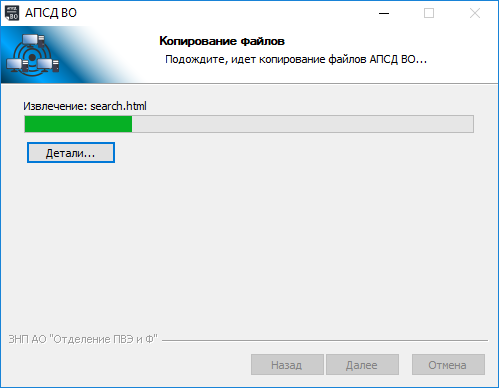 АПСД ВО
Копирование файлов
Подождите, идет копирование файлов АПСД ВО...
Извлечение: search.html
Детали...
ЗНП АО "Отделение ПВЭ и Ф"
Назад
Далее
Отмена